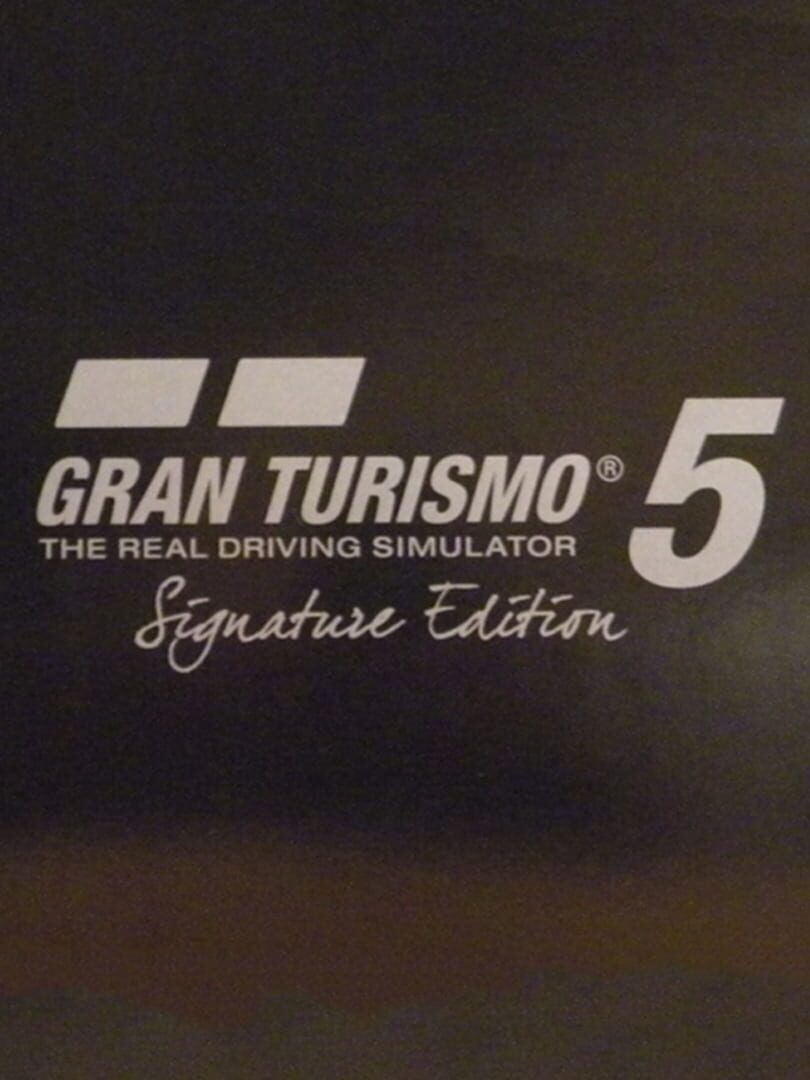 GRAN TURISMO® 5
THE REAL DRIVING SIMULATOR
Signature Edition